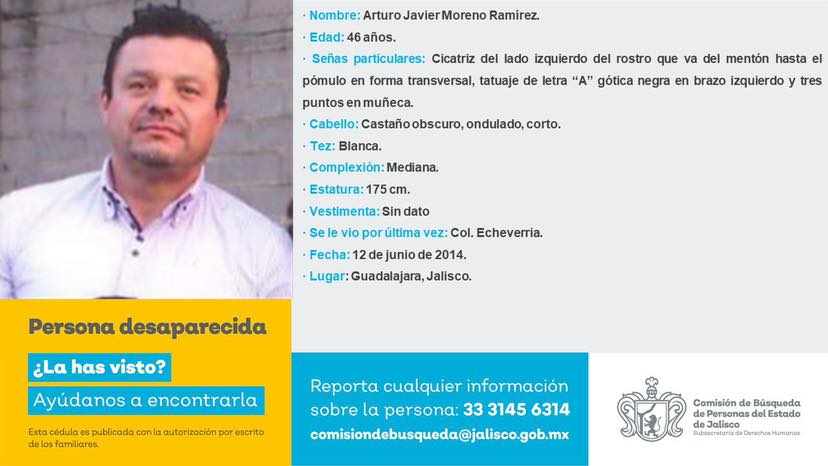 · Nombre: Arturo Javier Moreno Ramírez.
· Edad: 46 años.
· Señas particulares: Cicatriz del lado izquierdo del rostro que va del mentón hasta el
pómulo en forma transversal, tatuaje de letra “A” gótica negra en brazo izquierdo y tres
puntos en muñeca.
· Cabello: Castaño obscuro, ondulado, corto.
· Tez: Blanca.
· Complexión: Mediana.
· Estatura: 175 cm.
· Vestimenta: Sin dato
· Se le vio por última vez: Col. Echeverria.
· Fecha: 12 de junio de 2014.
· Lugar: Guadalajara, Jalisco.
Persona desaparecida
¿La has visto?
Ayúdanos a encontrarla
Esta cédula es publicada con la autorización por escrito
de los familiares.
Reporta cualquier información
sobre la persona: 33 3145 6314
comisiondebusqueda@jalisco.gob.mx
Comisión de Búsqueda
de Personas del Estado
de Jalisco
Subsecretaría de Derechos Humanos